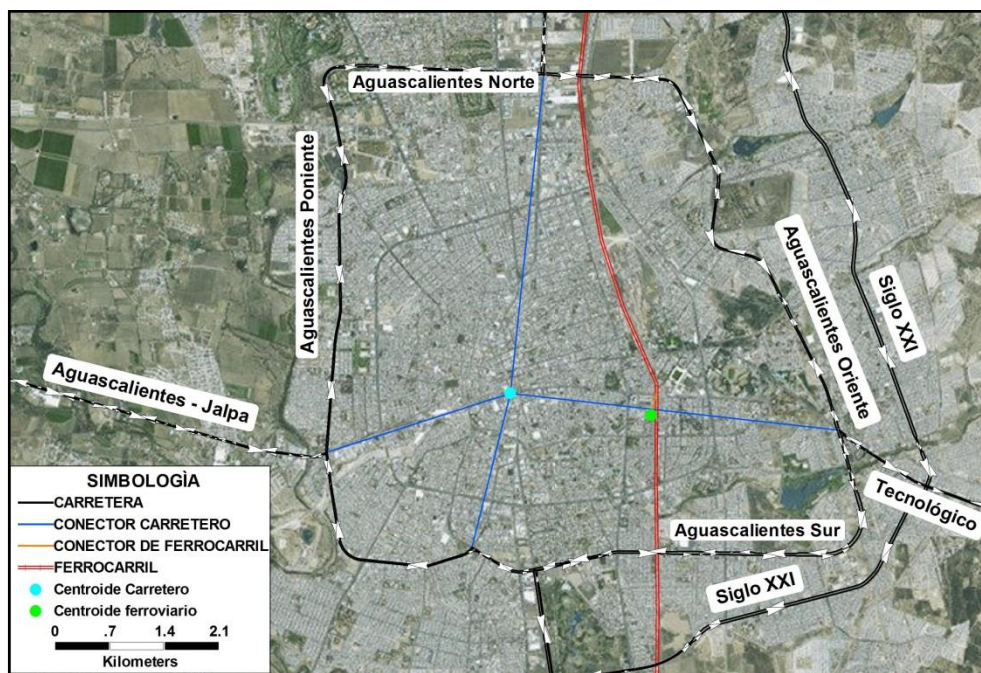 Aguascalientes Norte
Aguascalientes Poniente
Aguascalientes Oriente
Siglo XXI
Aguascalientes - Jalpa
Tecnológico
Aguascalientes Sur
Siglo XXI
SIMBOLOGÌA
CARRETERA
CONECTOR CARRETERO
CONECTOR DE FERROCARRIL
FERROCARRIL
Centroide Carretero
Centroide ferroviario
0 .7 1.4 2.1
Kilometers